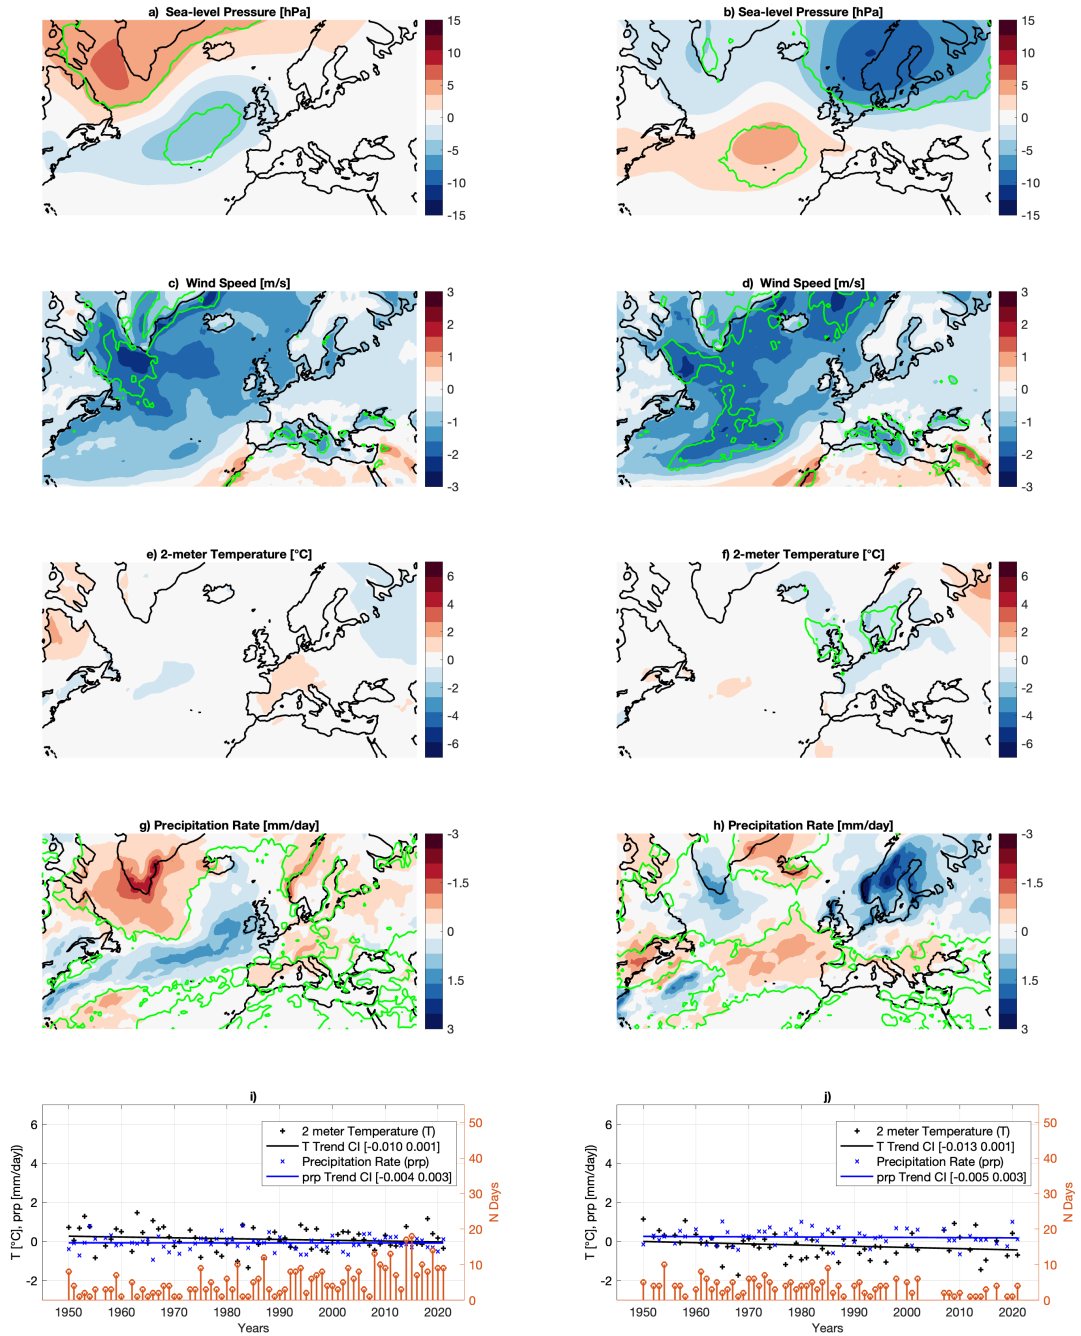 a)  Sea-level Pressure [hPa]
15
10
5
0
-5
-10
-15
b) Sea-level Pressure [hPa]
15
10
5
0
-5
-10
-15
c)  Wind Speed [m/s]
3
2
1
0
-1
-2
-3
d)  Wind Speed [m/s]
3
2
1
0
-1
-2
-3
e) 2-meter Temperature [°C]
6
4
2
0
-2
-4
-6
f) 2-meter Temperature [°C]
6
4
2
0
-2
-4
-6
g) Precipitation Rate [mm/day]
-3
-1.5
0
1.5
3
h) Precipitation Rate [mm/day]
-3
-1.5
0
1.5
3
i)
T [°C], prp [mm/day]
6
4
2
0
-2
2 meter Temperature (T)
T Trend CI [-0.010 0.001]
Precipitation Rate (prp)
prp Trend CI [-0.004 0.003]
50
40
30
20
10
0
N Days
1950 1960 1970 1980 1990 2000 2010 2020
Years
j)
T [°C], prp [mm/day]
6
4
2
0
-2
2 meter Temperature (T)
T Trend CI [-0.013 0.001]
Precipitation Rate (prp)
prp Trend CI [-0.005 0.003]
50
40
30
20
10
0
N Days
1950 1960 1970 1980 1990 2000 2010 2020
Years